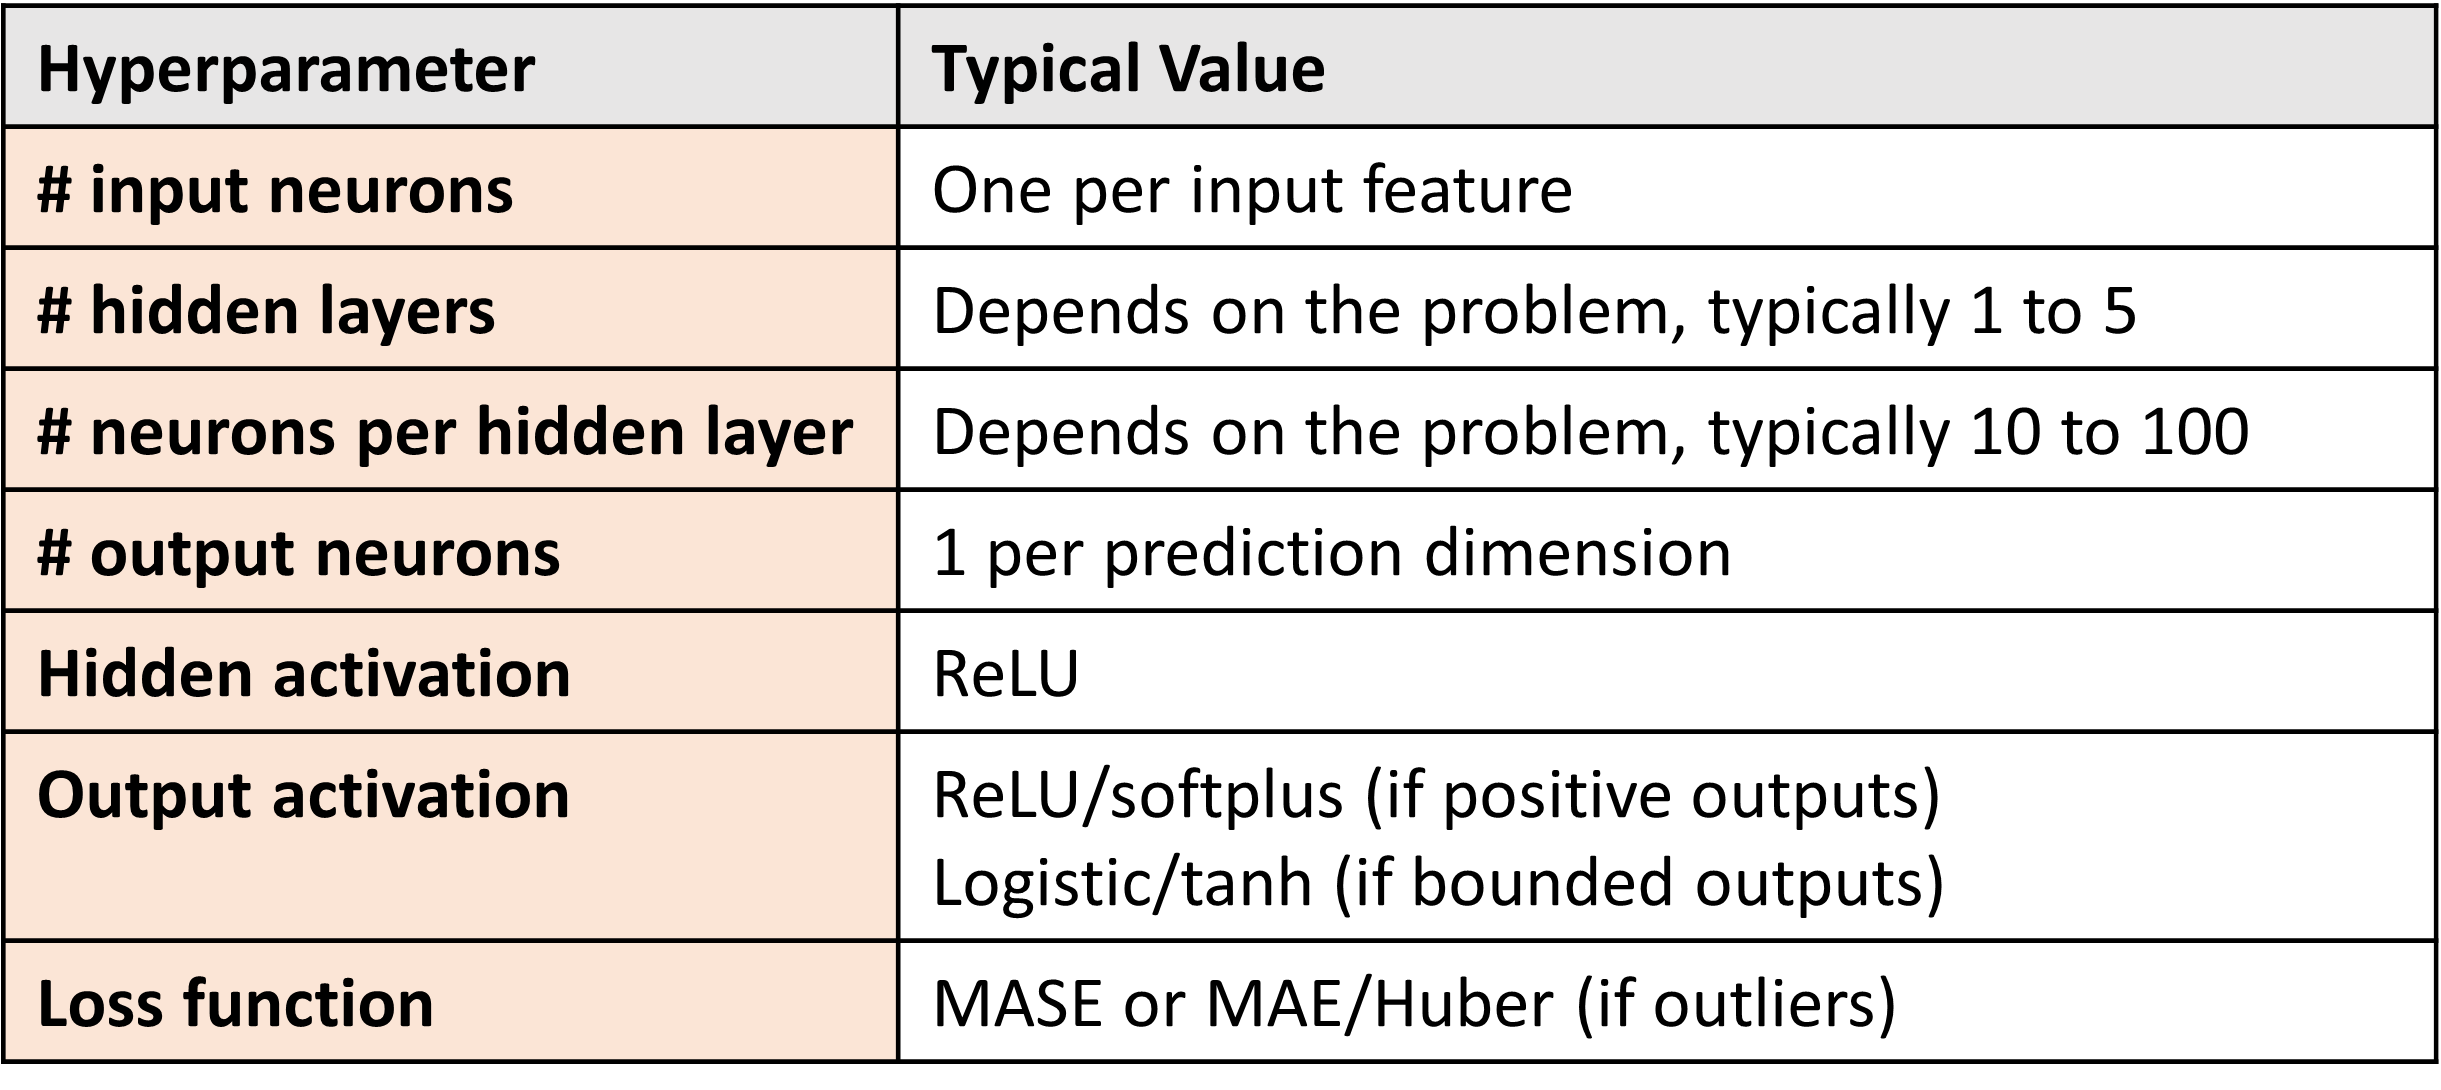 Hyperparameter Typical Value
# input neurons One per input feature
# hidden layers Depends on the problem, typically 1 to 5
# neurons per hidden layer Depends on the problem, typically 10 to 100
# output neurons 1 per prediction dimension
Hidden activation ReLU
Output activation ReLU/softplus (if positive outputs)
Logistic/tanh (if bounded outputs)
Loss function MASE or MAE/Huber (if outliers)